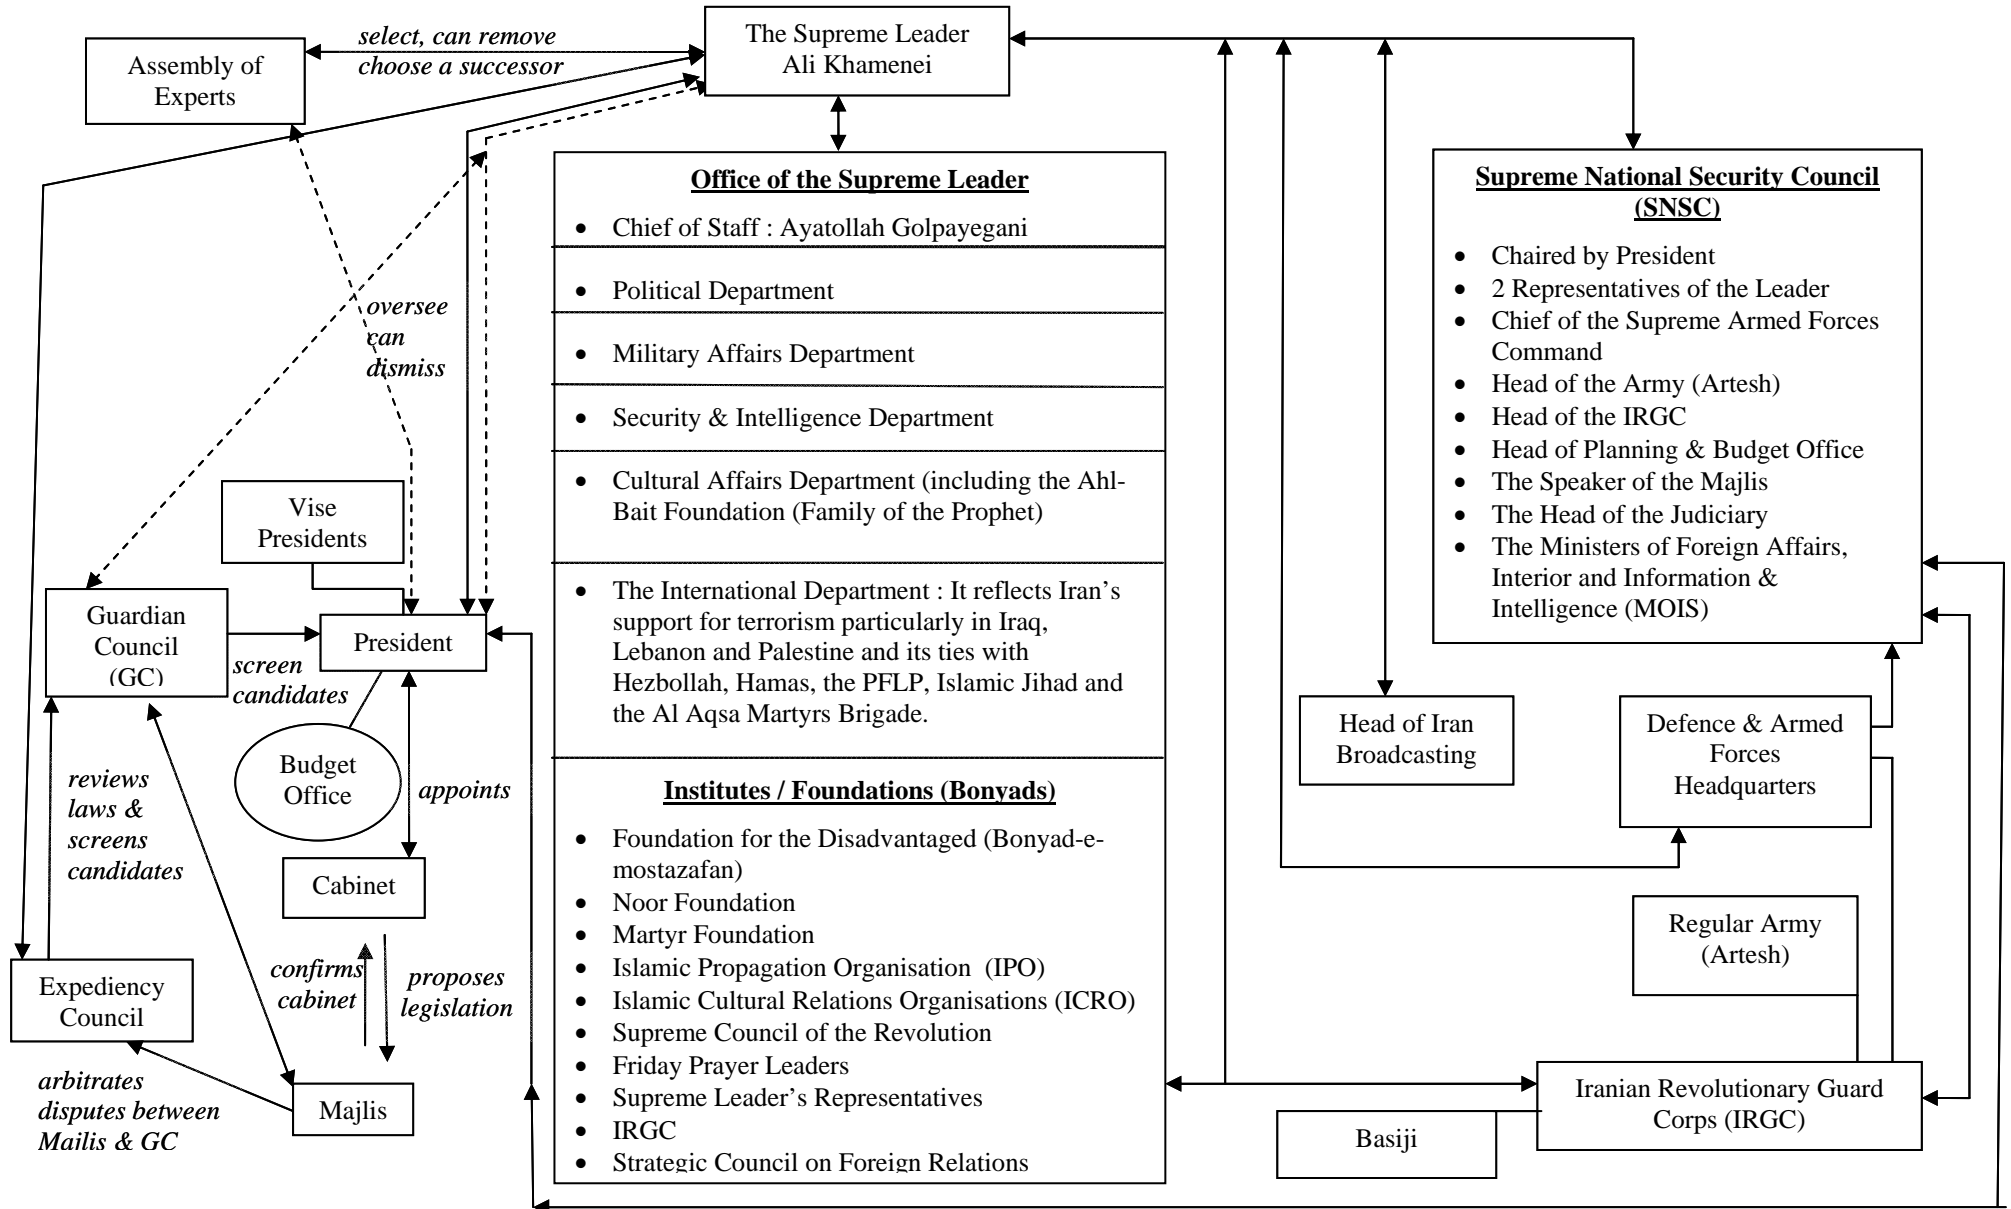 select, can remove
choose a successor
The Supreme Leader
Ali Khamenei
Assembly of
Experts
Office of the Supreme Leader
• Chief of Staff : Ayatollah Golpayegani
• Political Department
• Military Affairs Department
• Security & Intelligence Department
• Cultural Affairs Department (including the Ahl-
Bait Foundation (Family of the Prophet)
• The International Department : It reflects Iran’s
support for terrorism particularly in Iraq,
Lebanon and Palestine and its ties with
Hezbollah, Hamas, the PFLP, Islamic Jihad and
the Al Aqsa Martyrs Brigade.
Institutes / Foundations (Bonyads)
• Foundation for the Disadvantaged (Bonyad-e-
mostazafan)
• Noor Foundation
• Martyr Foundation
• Islamic Propagation Organisation (IPO)
• Islamic Cultural Relations Organisations (ICRO)
• Supreme Council of the Revolution
• Friday Prayer Leaders
• Supreme Leader’s Representatives
• IRGC
• Strategic Council on Foreign Relations
Supreme National Security Council
(SNSC)
• Chaired by President
• 2 Representatives of the Leader
• Chief of the Supreme Armed Forces
Command
• Head of the Army (Artesh)
• Head of the IRGC
• Head of Planning & Budget Office
• The Speaker of the Majlis
• The Head of the Judiciary
• The Ministers of Foreign Affairs,
Interior and Information &
Intelligence (MOIS)
oversee
can
dismiss
Vise
Presidents
Guardian
Council
(GC)
President
screen
candidates
Budget
Office
appoints
reviews
laws &
screens
candidates
Cabinet
confirms
cabinet
proposes
legislation
Expediency
Council
arbitrates
disputes between
Majlis & GC
Majlis
Head of Iran
Broadcasting
Defence & Armed
Forces
Headquarters
Regular Army
(Artesh)
Iranian Revolutionary Guard
Corps (IRGC)
Basiji